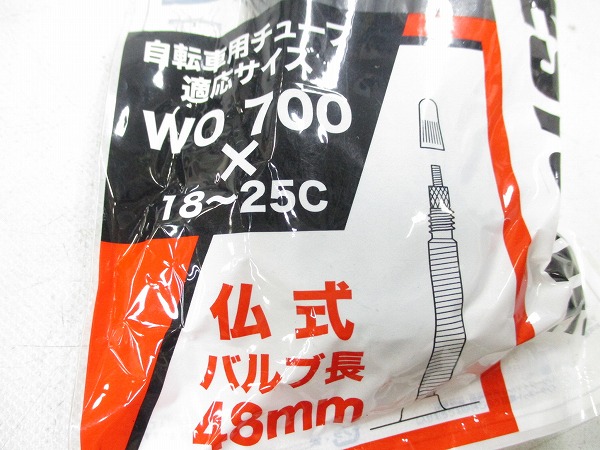 自転車用チューブ
適応サイズ
WO 700
×
18～25C
仏式
バルブ長
48mm